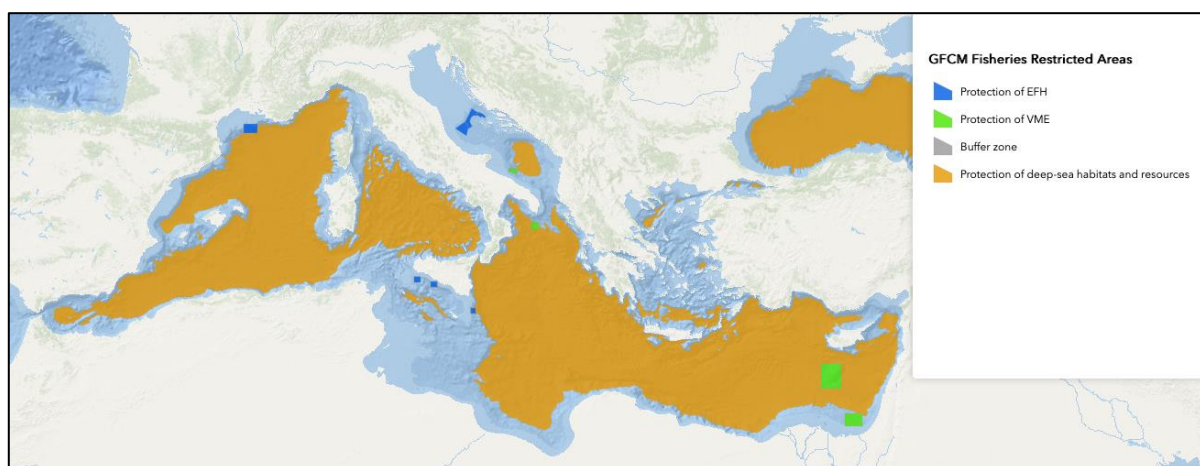 GFCM Fisheries Restricted Areas
Protection of EFH
Protection of VME
Buffer zone
Protection of deep-sea habitats and resources